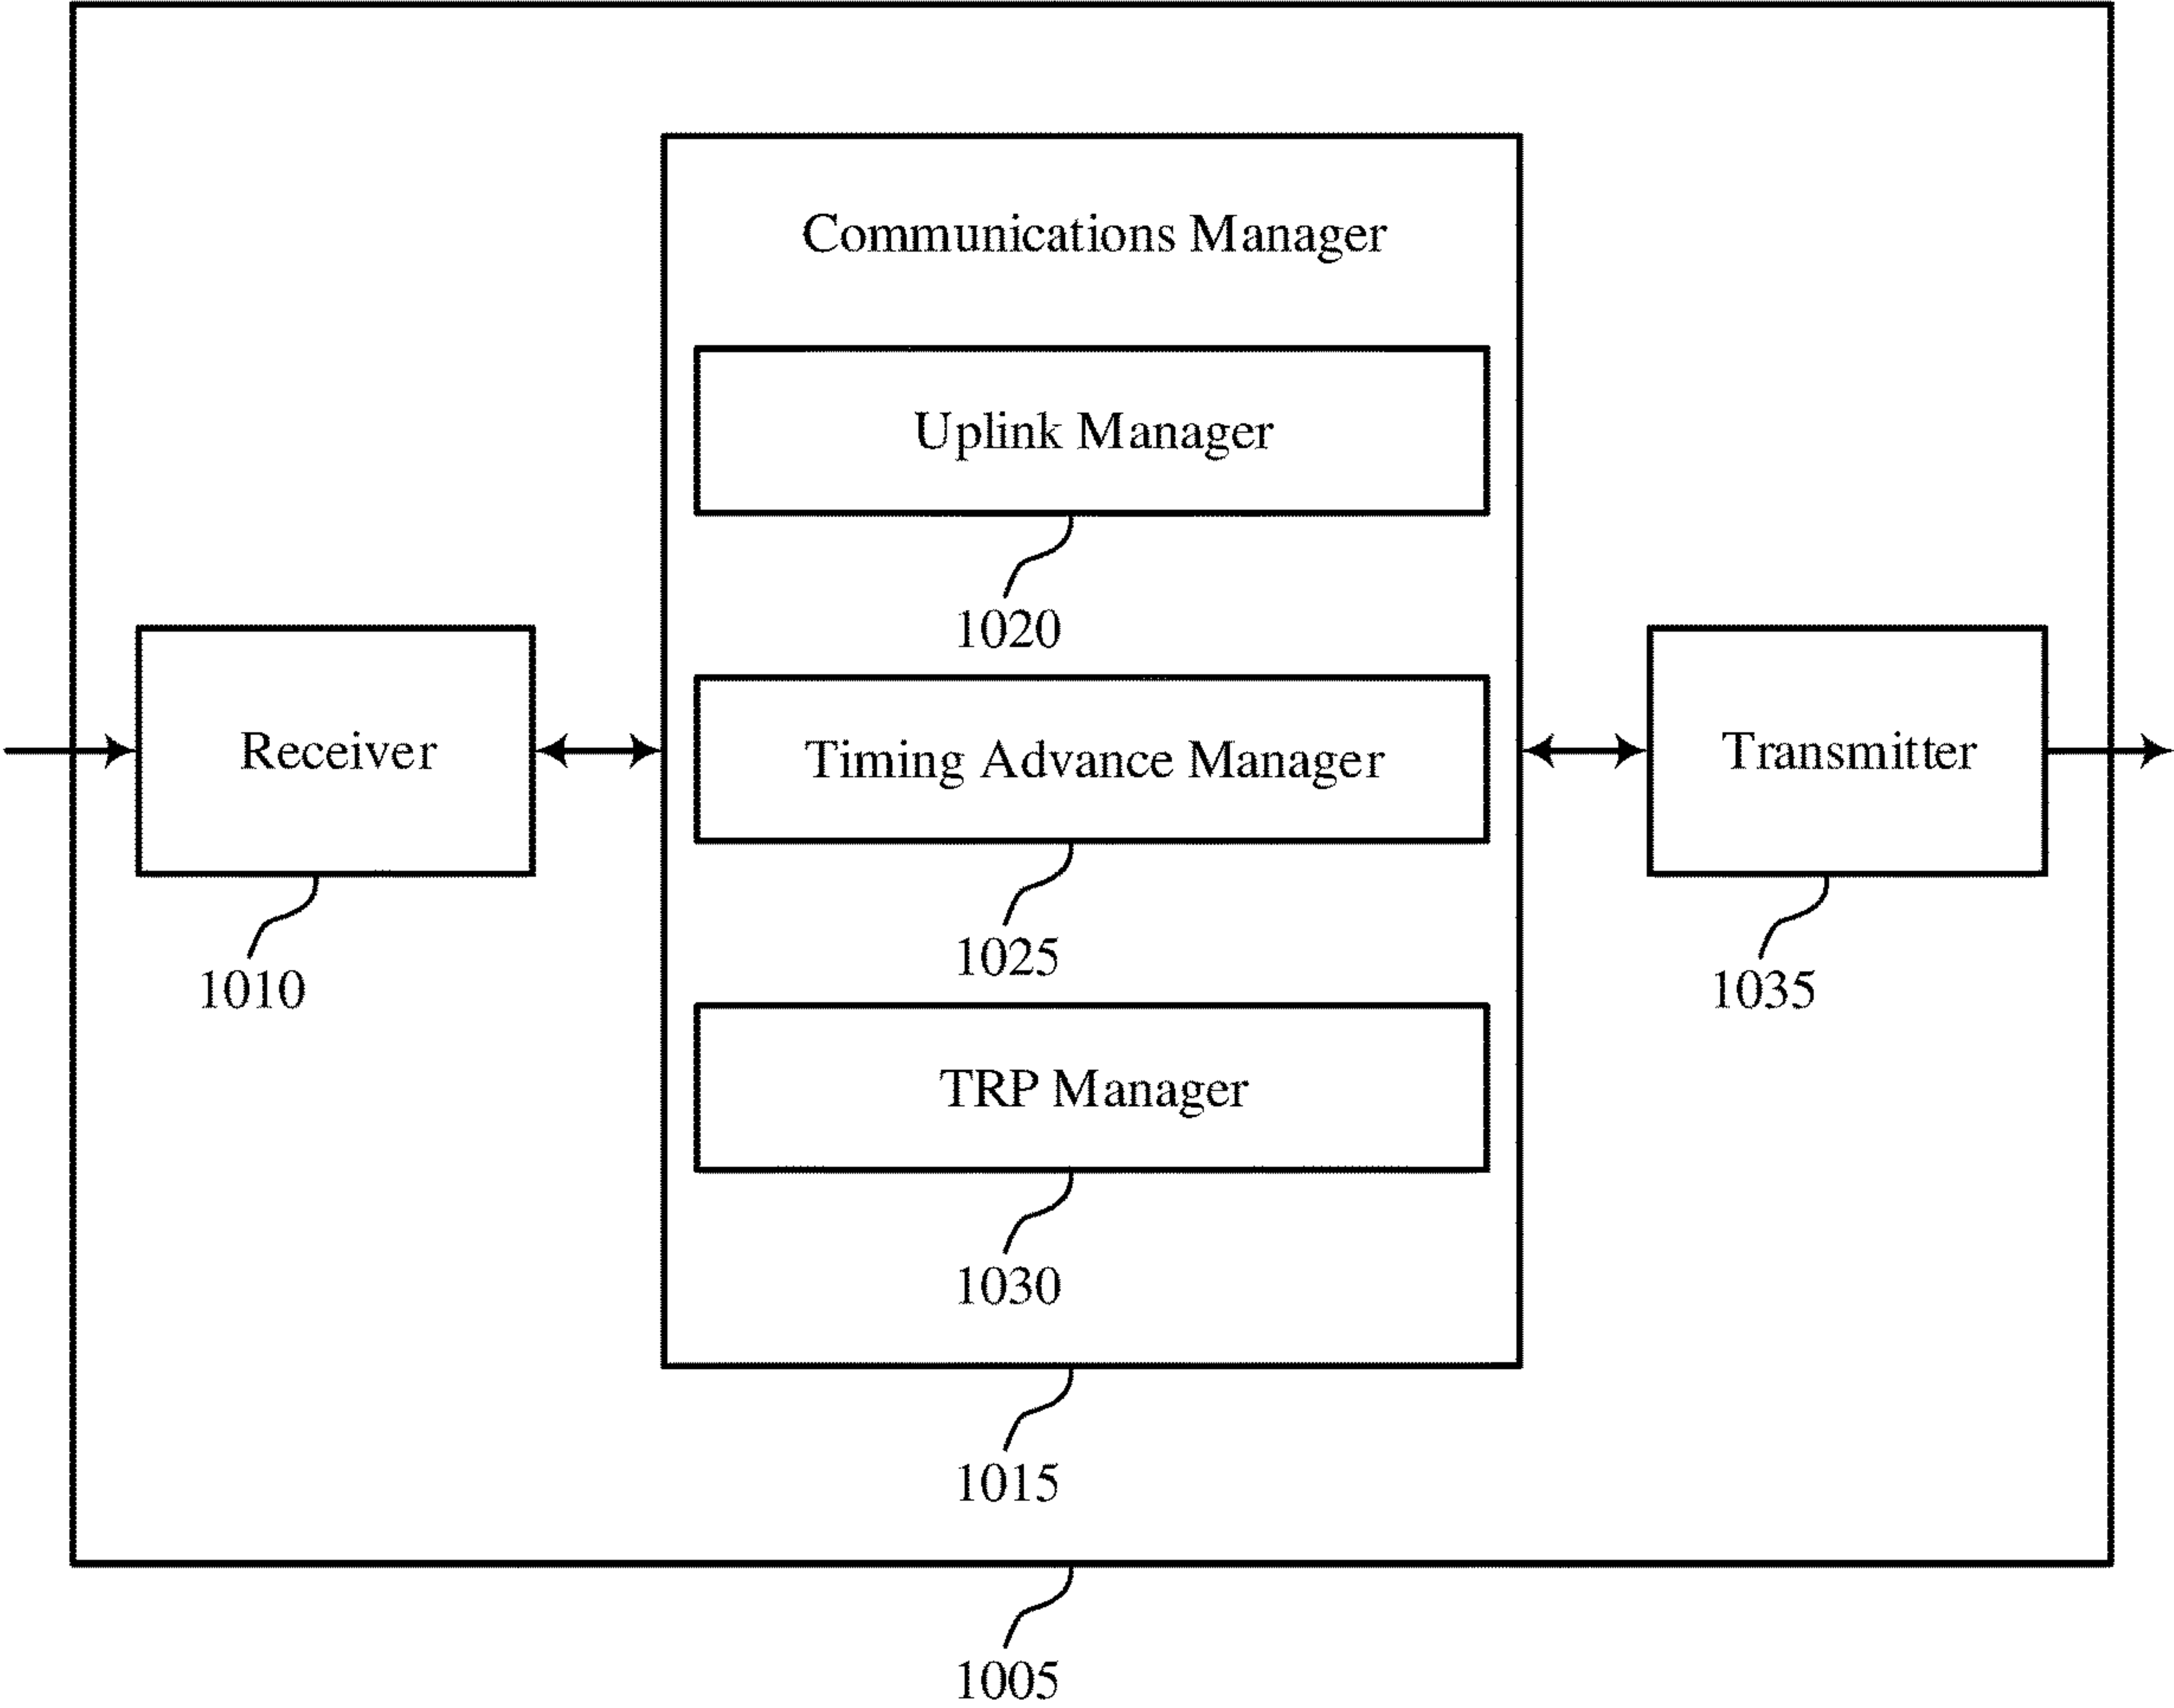 Communications Manager
Uplink Manager
1020
Receiver
1010
Timing Advance Manager
1025
Transmitter
1035
TRP Manager
1030
1015
1005